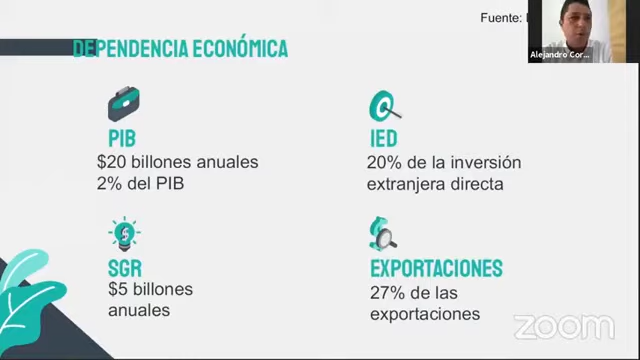 Fuente:
Alejandro Cor...
DEPENDENCIA ECONÓMICA
PIB
$20 billones anuales
2% del PIB
IED
20% de la inversión
extranjera directa
SGR
$5 billones
anuales
EXPORTACIONES
27% de las
exportaciones
zoom